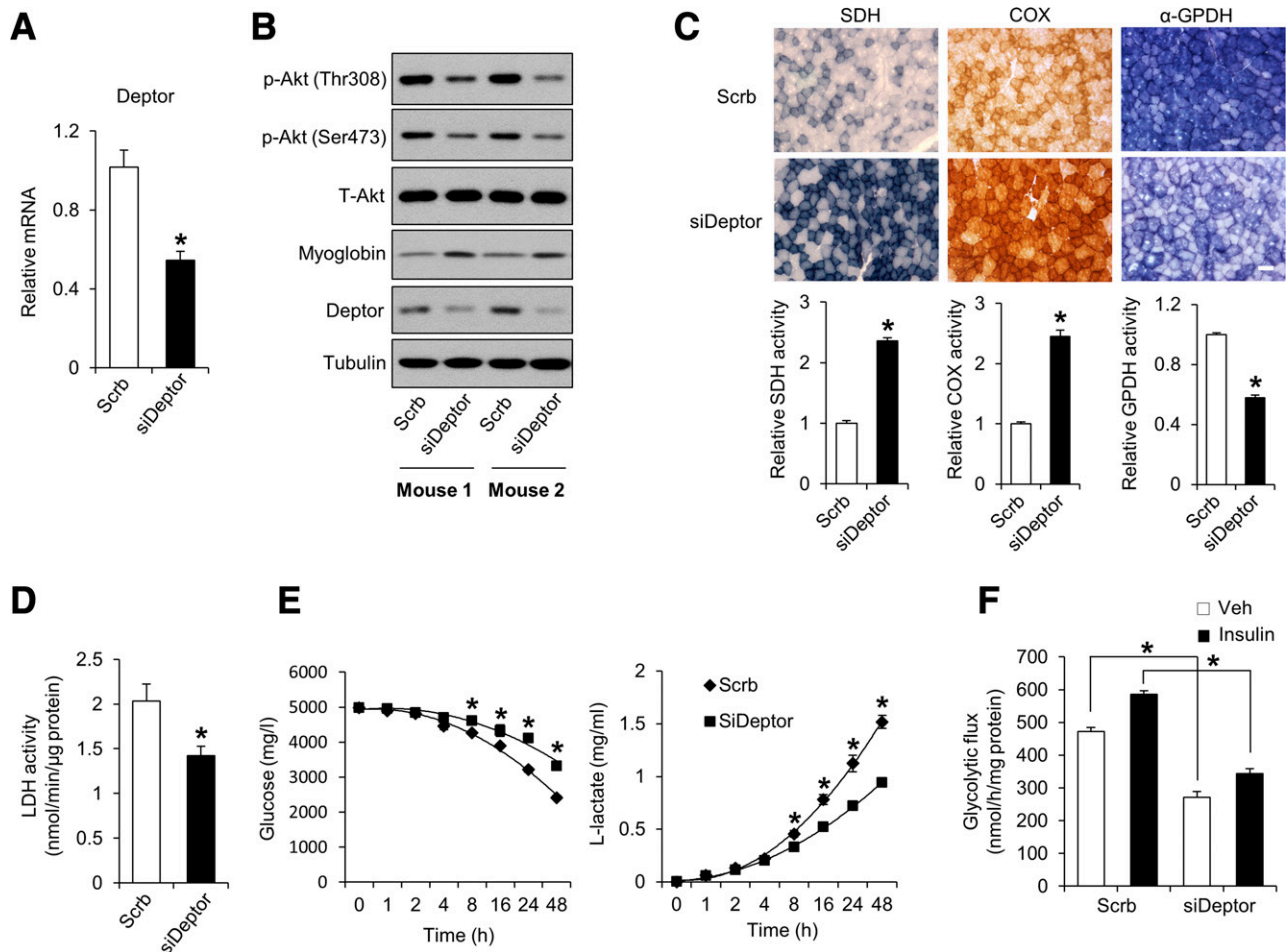 A
Deptor
Relative mRNA
1.2
0.8
0.4
0
*
Scrb
siDeptor
B
p-Akt (Thr308)
p-Akt (Ser473)
T-Akt
Myoglobin
Deptor
Tubulin
Scrb
siDeptor
Scrb
siDeptor
Mouse 1
Mouse 2
C
SDH
COX
α-GPDH
Scrb
siDeptor
Relative SDH activity
3
2
1
0
*
Scrb
siDeptor
Relative COX activity
3
2
1
0
*
Scrb
siDeptor
Relative GPDH activity
1.2
0.9
0.6
0.3
0
*
Scrb
siDeptor
D
LDH activity
(nmol/min/µg protein)
2.5
2
1.5
1
0.5
0
*
Scrb
siDeptor
E
Glucose (mg/l)
6000
5000
4000
3000
2000
1000
0
* * * *
0 1 2 4 8 16 24 48
Time (h)
L-lactate (mg/ml)
2
1.5
1
0.5
0
Scrb
SiDeptor
* * * *
0 1 2 4 8 16 24 48
Time (h)
F
Veh
Insulin
Glycolytic flux
(nmol/h/mg protein)
700
600
500
400
300
200
100
0
* *
Scrb
siDeptor